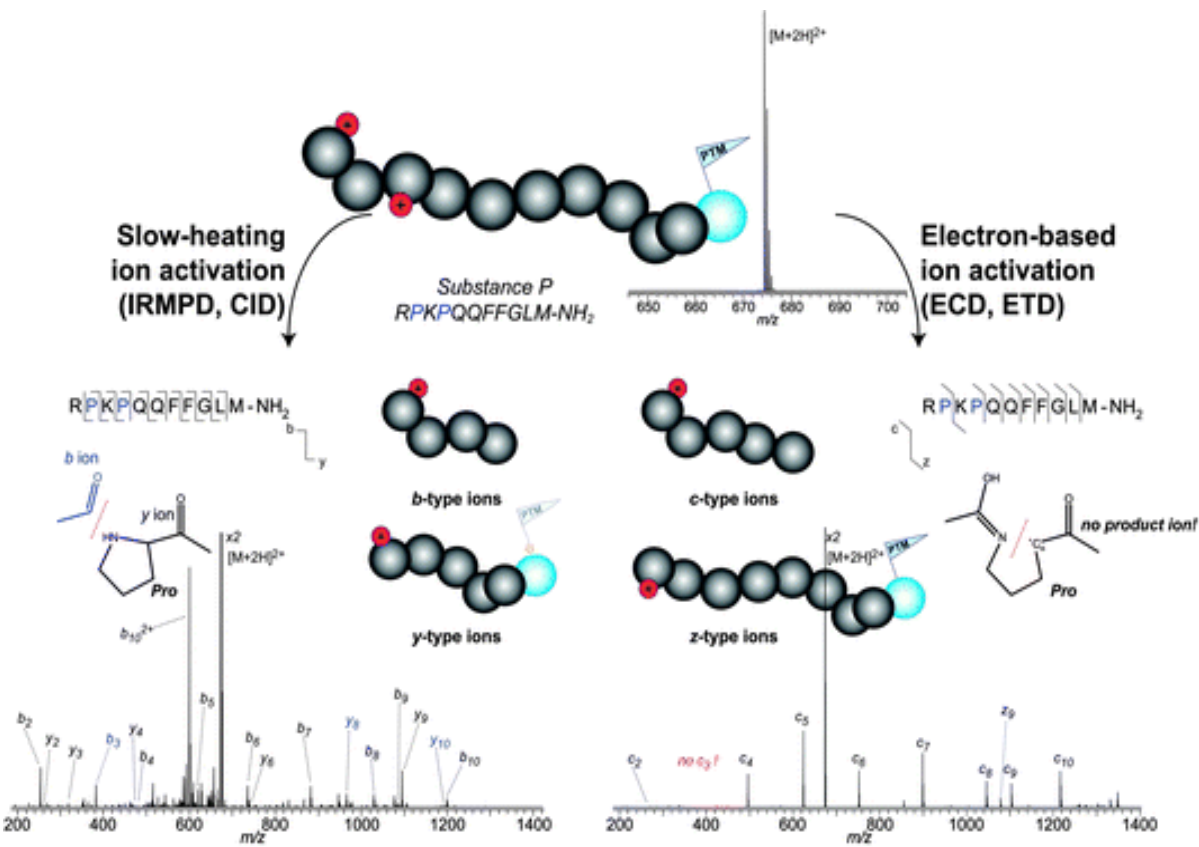 [M+2H]2+
PTM
650 660 670 680 690 700
m/z
Slow-heating
ion activation
(IRMPD, CID)
Substance P
RPKPQQFFGLM-NH2
Electron-based
ion activation
(ECD, ETD)
+
+
RPKPQQFFGLM-NH2
b
y
b ion
O
y ion
O
HN
Pro
x2
[M+2H]2+
b10 2+
b2
y2
y3
b3
y4
b4
b5
b6
y6
b7
y8
b8
b9
y9
y10
b10
200 400 600 800 1000 1200 1400
m/z
+
b-type ions
PTM
+
y-type ions
+
c-type ions
x2
[M+2H]2+
PTM
+
z-type ions
RPKPQQFFGLM-NH2
c
z
OH
N
C
O
no product ion!
Pro
c2
no c3!
c4
c5
c6
c7
c8
z9
c9
c10
200 400 600 800 1000 1200 1400
m/z